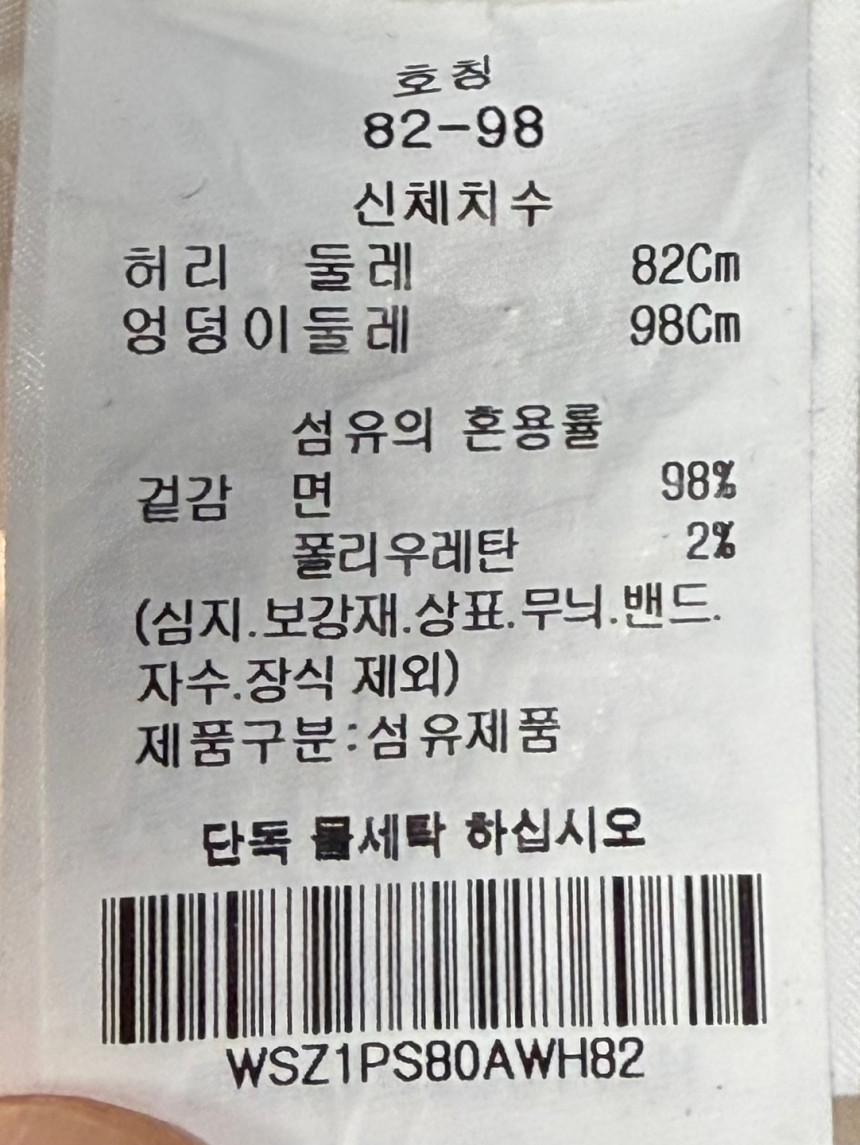 호칭
82-98
신체치수
허리 둘레 82Cm
엉덩이둘레 98Cm
섬유의 혼용률
겉감 면 98%
폴리우레탄 2%
(심지.보강재.상표.무늬.밴드.
자수.장식 제외)
제품구분:섬유제품
단독 물세탁 하십시오
WSZ1PS80AWH82